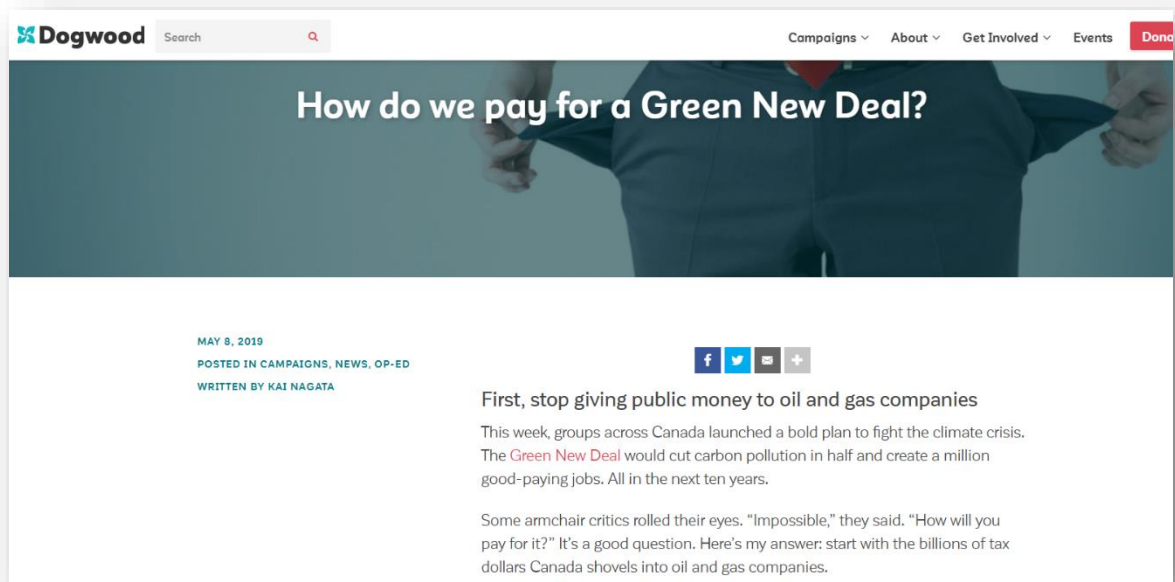 Dogwood Search Campaigns About Get Involved Events
How do we pay for a Green New Deal?
MAY 8, 2019
POSTED IN CAMPAIGNS, NEWS, OP-ED
WRITTEN BY KAI NAGATA
First, stop giving public money to oil and gas companies
This week, groups across Canada launched a bold plan to fight the climate crisis.
The Green New Deal would cut carbon pollution in half and create a million
good-paying jobs. All in the next ten years.
Some armchair critics rolled their eyes. “Impossible,” they said. “How will you
pay for it?” It’s a good question. Here’s my answer: start with the billions of tax
dollars Canada shovels into oil and gas companies.